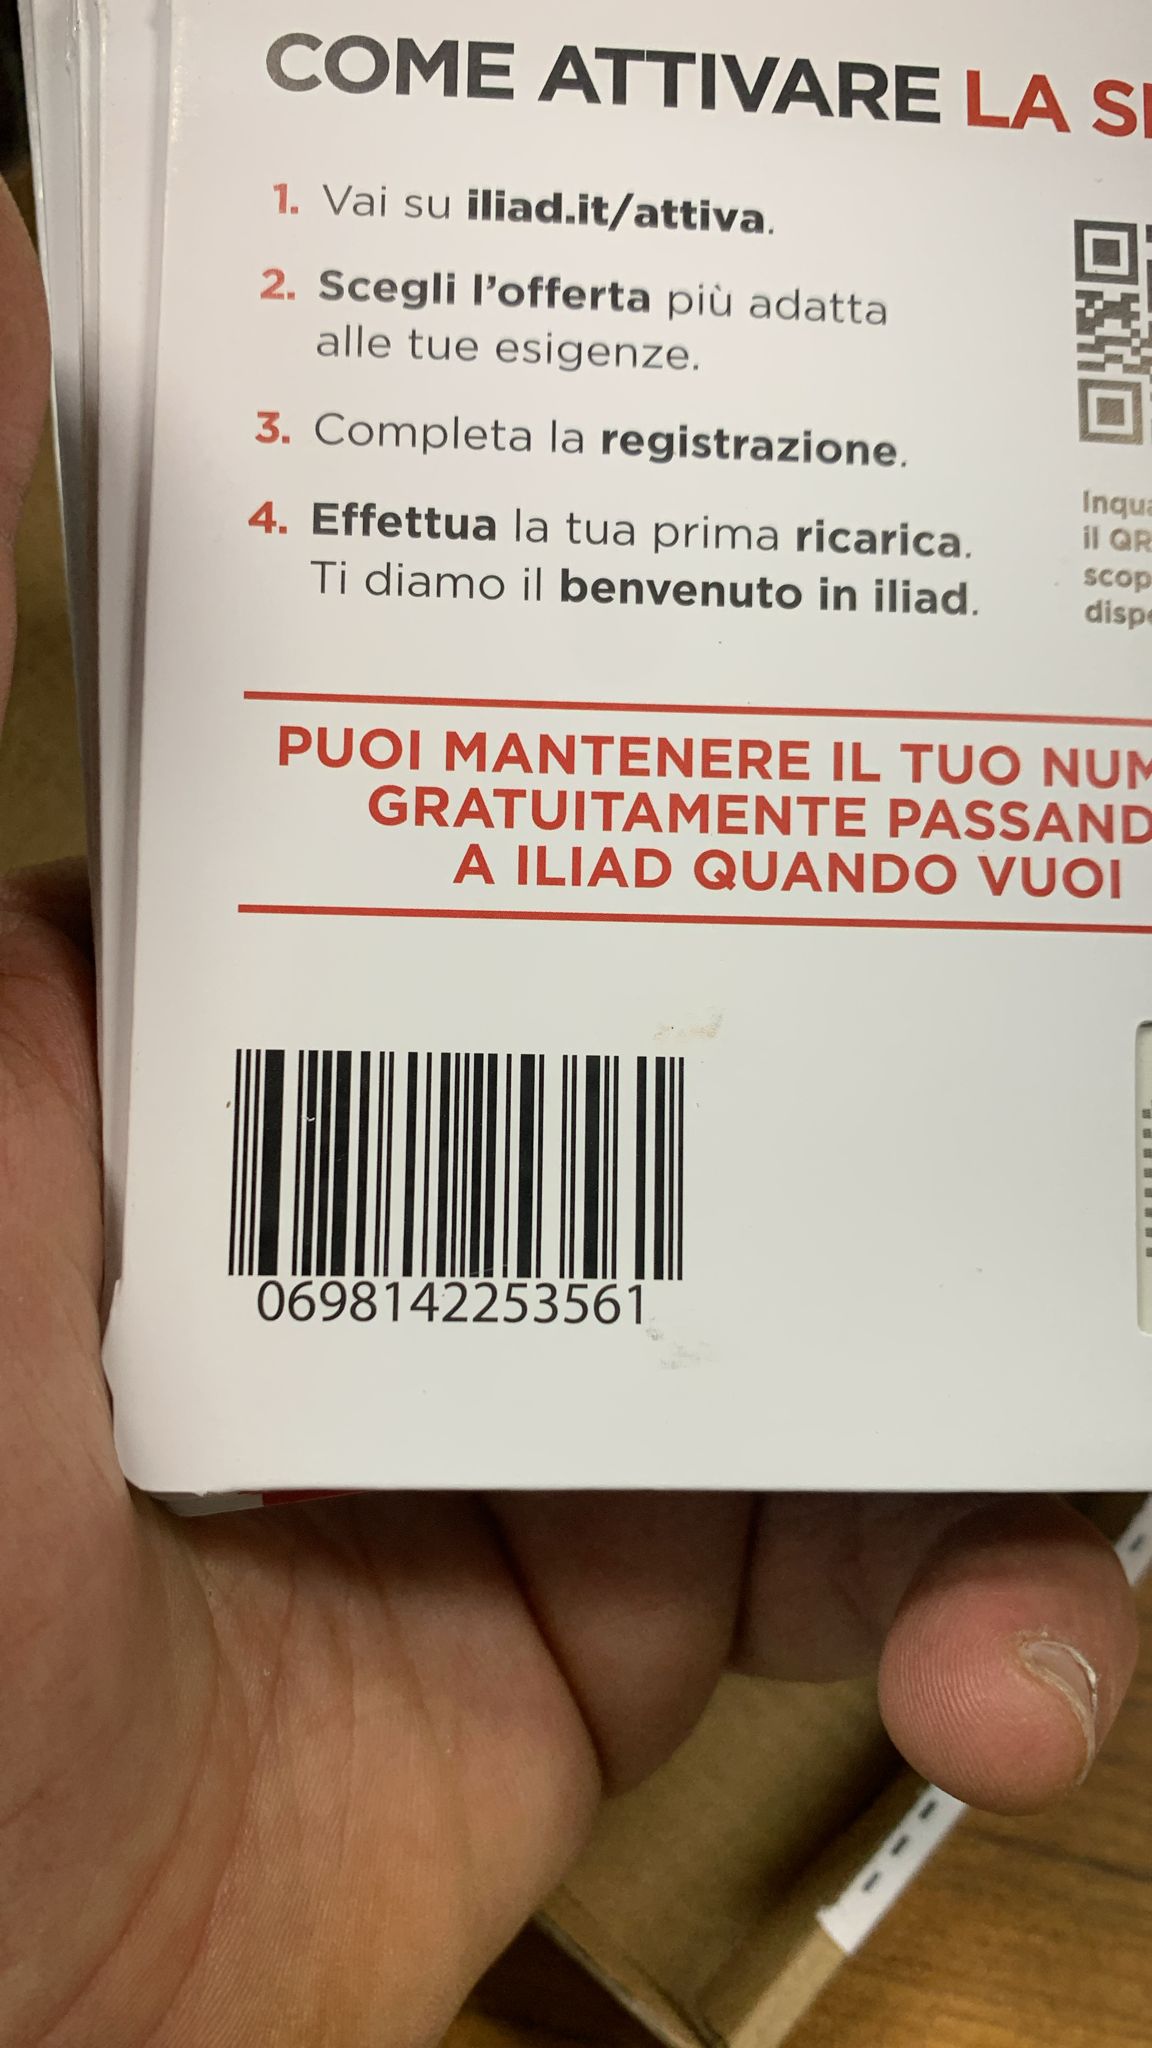 COME ATTIVARE LA
1. Vai su iliad.it/attiva.
2. Scegli l'offerta più adatta
alle tue esigenze.
3. Completa la registrazione.
4. Effettua la tua prima ricarica.
Ti diamo il benvenuto in iliad.
il QR
PUOI MANTENERE IL TUO
GRATUITAMENTE
A ILIAD QUANDO VUOI
0698142253561